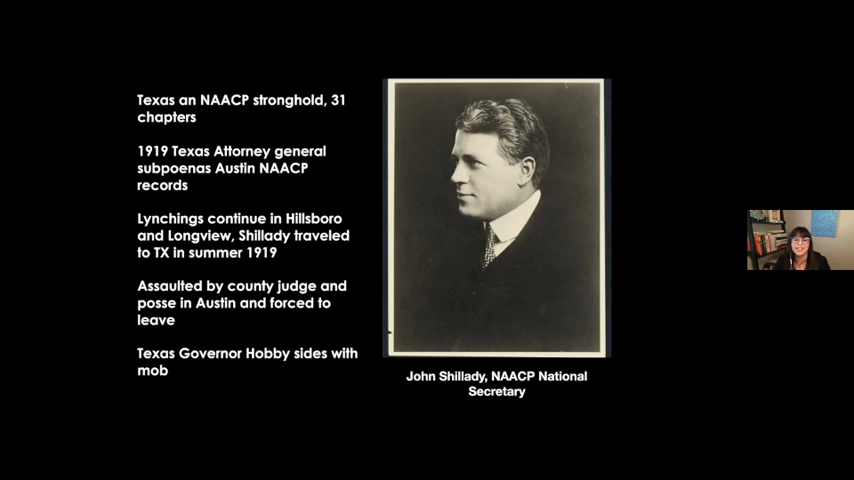 Texas an NAACP stronghold, 31
chapters
1919 Texas Attorney general
subpoenas Austin NAACP
records
Lynchings continue in Hillsboro
and Longview, Shillady traveled
to TX in summer 1919
Assaulted by county judge and
posse in Austin and forced to
leave
Texas Governor Hobby sides with
mob
John Shillady, NAACP National
Secretary